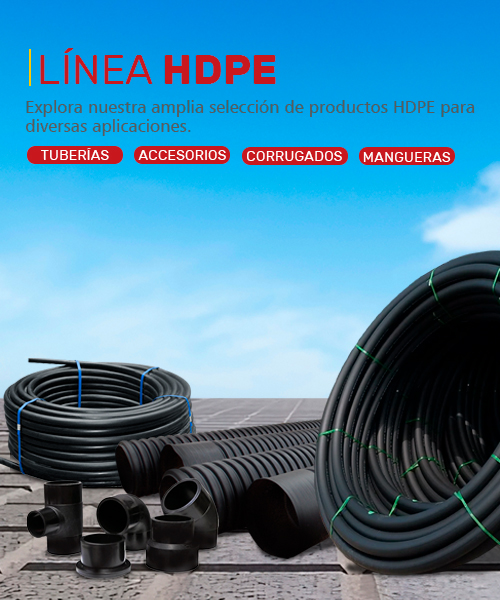 LÍNEA HDPE
Explora nuestra amplia selección de productos HDPE para
diversas aplicaciones.
TUBERÍAS ACCESORIOS CORRUGADOS MANGUERAS